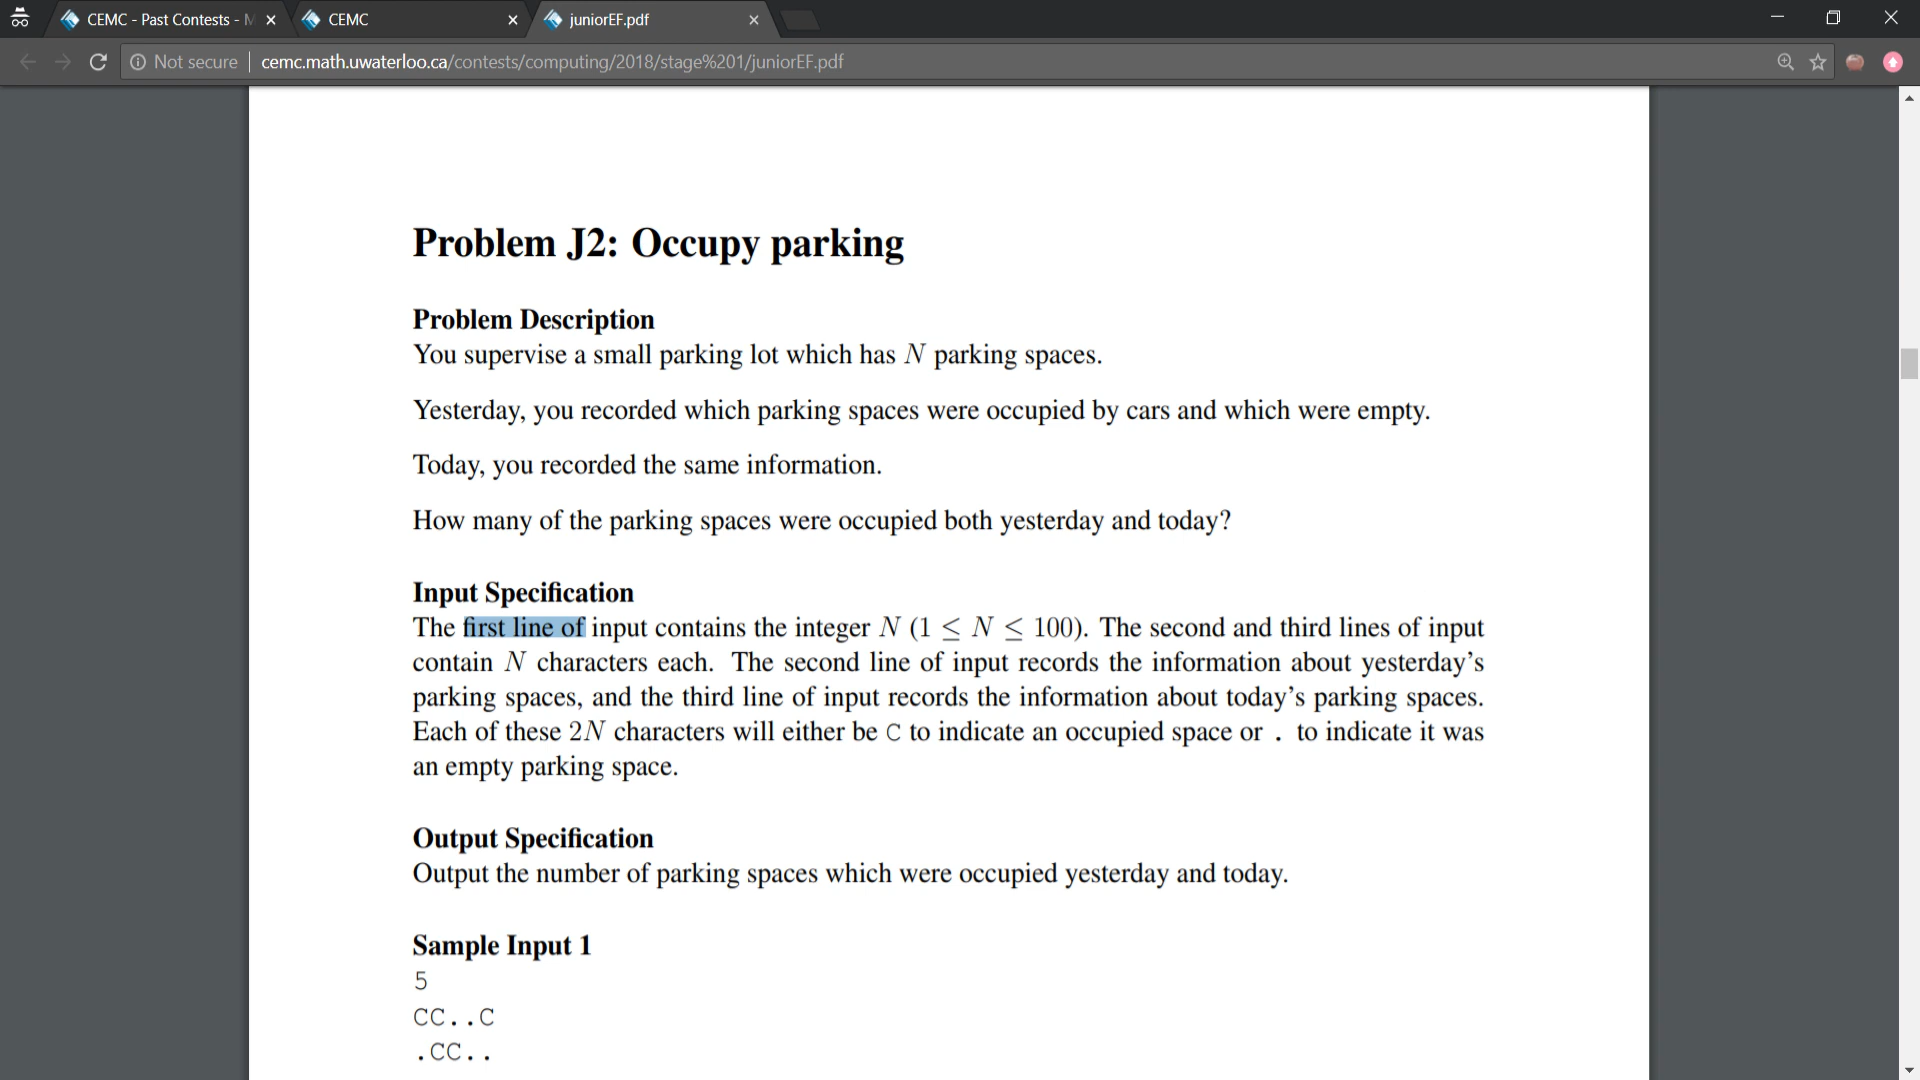 CEMC - Past Contests - M
CEMC
juniorEF.pdf
Not secure
cemc.math.uwaterloo.ca/contests/computing/2018/stage%201/juniorEF.pdf
Problem J2: Occupy parking
Problem Description
You supervise a small parking lot which has N parking spaces.
Yesterday, you recorded which parking spaces were occupied by cars and which were empty.
Today, you recorded the same information.
How many of the parking spaces were occupied both yesterday and today?
Input Specification
The first line of input contains the integer N (1 ≤ N ≤ 100). The second and third lines of input
contain N characters each. The second line of input records the information about yesterday's
parking spaces, and the third line of input records the information about today's parking spaces.
Each of these 2N characters will either be C to indicate an occupied space or . to indicate it was
an empty parking space.
Output Specification
Output the number of parking spaces which were occupied yesterday and today.
Sample Input 1
5
CC..C
.CC..